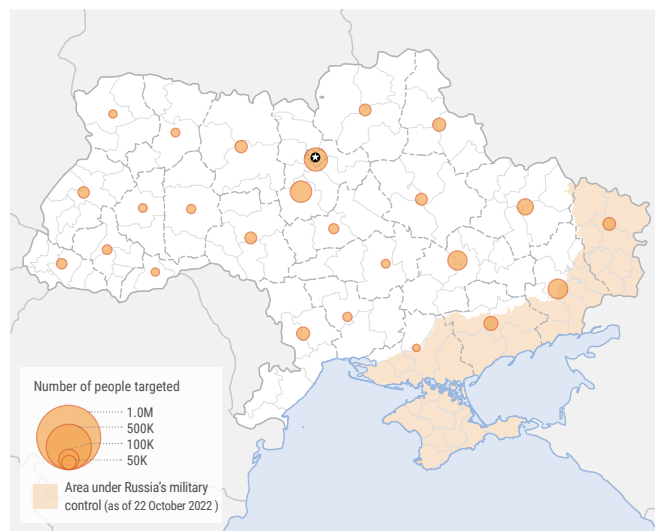 Number of people targeted
1.0M
500K
100K
50K
Area under Russia’s military
control (as of 22 October 2022 )